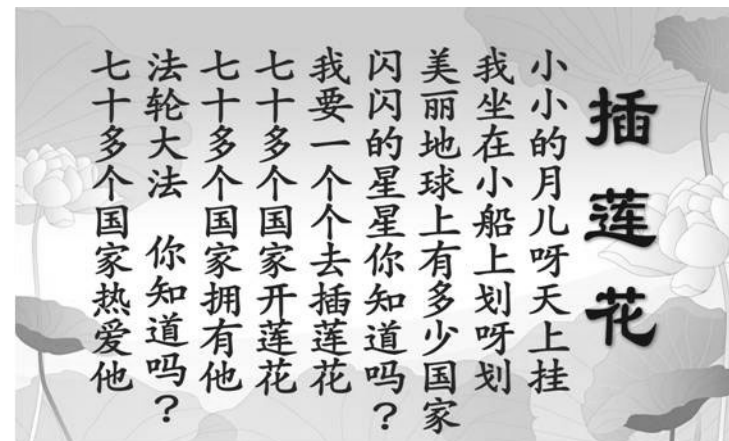 插莲花
小小的月儿呀天上挂
我坐在小船上划呀划
美丽地球上有多少国家
闪闪的星星你知道吗？
我要一个个去插莲花
七十多个国家开莲花
七十多个国家拥有他
法轮大法 你知道吗？
七十多个国家热爱他